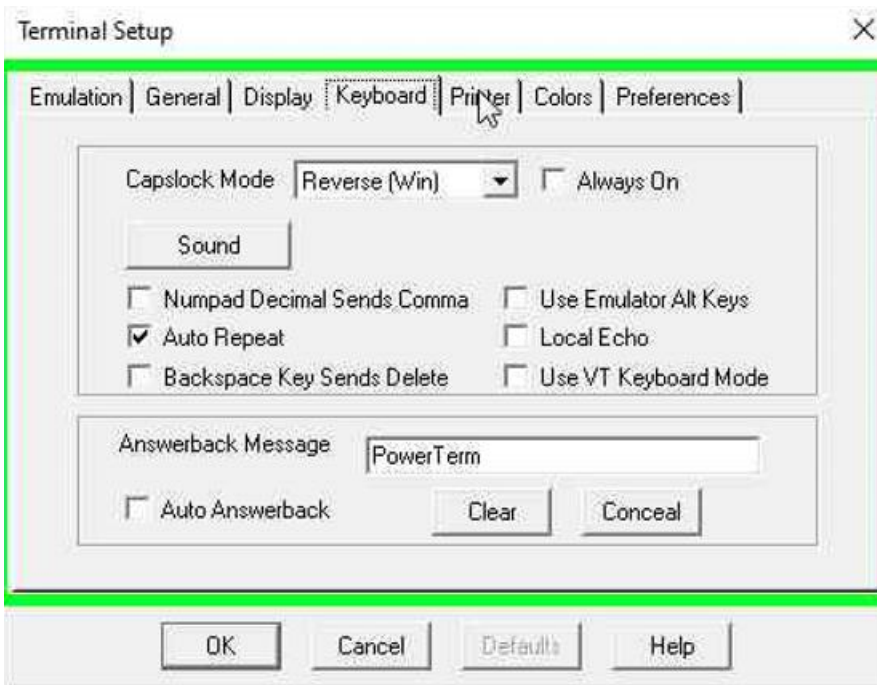 Terminal Setup
Emulation General Display Keyboard Printer Colors Preferences
Capslock Mode Reverse (Win) Always On
Sound
Numpad Decimal Sends Comma Use Emulator Alt Keys
Auto Repeat Local Echo
Backspace Key Sends Delete Use VT Keyboard Mode
Answerback Message PowerTerm
Auto Answerback Clear Conceal
OK Cancel Defaults Help